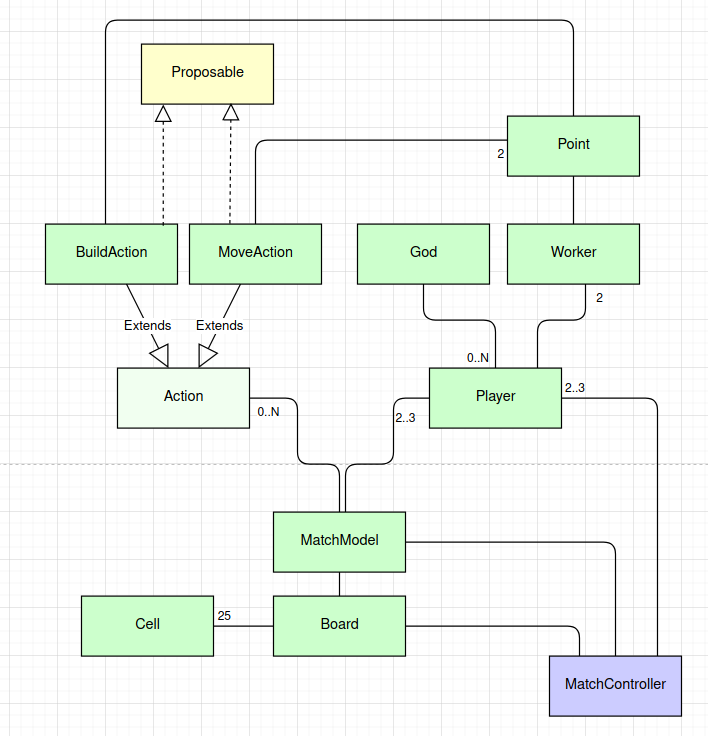 Proposable
Point
2
BuildAction
MoveAction
God
Worker
2
Extends
Extends
0..N
Action
0..N
Player
2..3
2..3
MatchModel
Cell
25
Board
MatchController